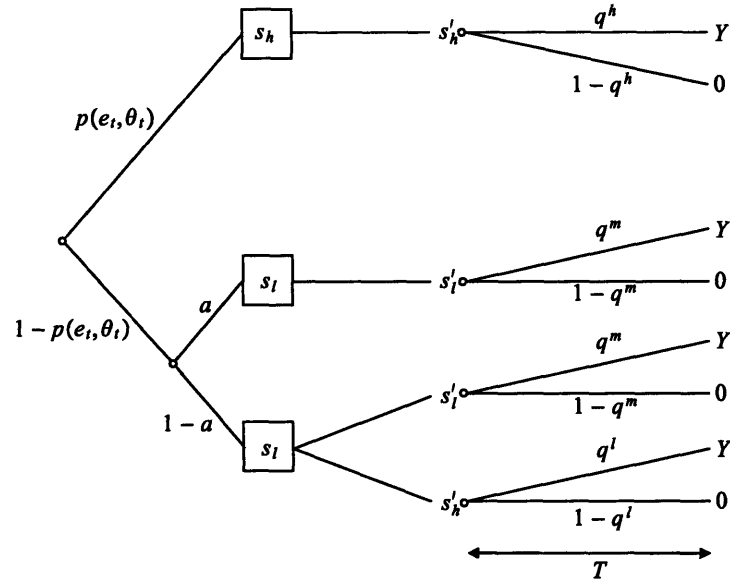 s_h s'_h q^h Y
1 − q^h 0
p(e_t,θ_t)
q^m Y
a s_l s'_l 1 − q^m 0
1 − p(e_t,θ_t)
q^m Y
s'_l 1 − q^m 0
1 − a s_l
q^l Y
s'_h 1 − q^l 0
T